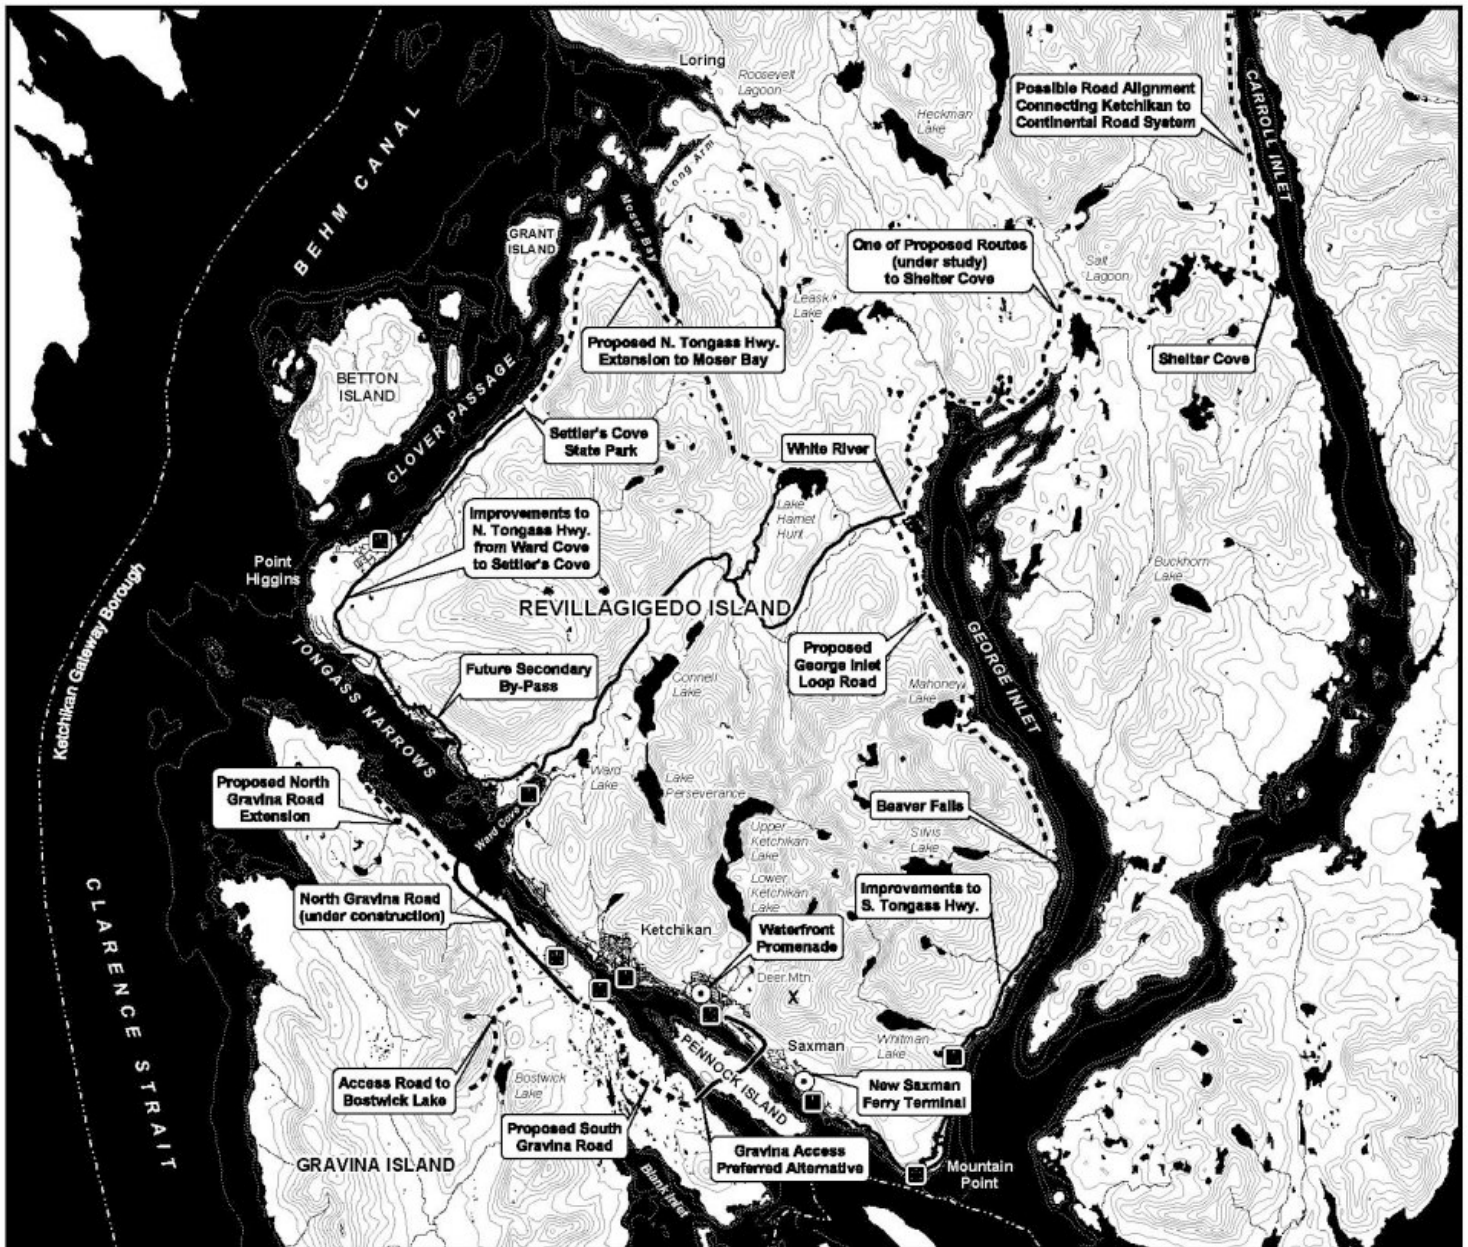 Loring
Roosevelt
Lagoon
Heckman
Lake
Possible Road Alignment
Connecting Ketchikan to
Continental Road System
CARROLL INLET
BEHM CANAL
Long Arm
Moser Bay
GRANT
ISLAND
One of Proposed Routes
(under study)
to Shelter Cove
Salt
Lagoon
Leask
Lake
Proposed N. Tongass Hwy.
Extension to Moser Bay
Shelter Cove
BETTON
ISLAND
CLOVER PASSAGE
Settler's Cove
State Park
White River
Improvements to
N. Tongass Hwy.
from Ward Cove
to Settler's Cove
Lake
Harriet
Hunt
Point
Higgins
Buckhorn
Lake
REVILLAGIGEDO ISLAND
Ketchikan Gateway Borough
TONGASS NARROWS
Proposed
George Inlet
Loop Road
GEORGE INLET
Future Secondary
By-Pass
Connell
Lake
Mahoney
Lake
Proposed North
Gravina Road
Extension
Ward
Lake
Lake
Perseverance
Beaver Falls
Ward Cove
Upper
Ketchikan
Lake
Silvis
Lake
Lower
Ketchikan
Lake
Improvements to
S. Tongass Hwy.
North Gravina Road
(under construction)
CLARENCE STRAIT
Ketchikan
Waterfront
Promenade
Deer Mtn.
X
Saxman
Whitman
Lake
PENNOCK ISLAND
Access Road to
Bostwick Lake
Bostwick
Lake
New Saxman
Ferry Terminal
Proposed South
Gravina Road
Gravina Access
Preferred Alternative
GRAVINA ISLAND
Blank Inlet
Mountain
Point